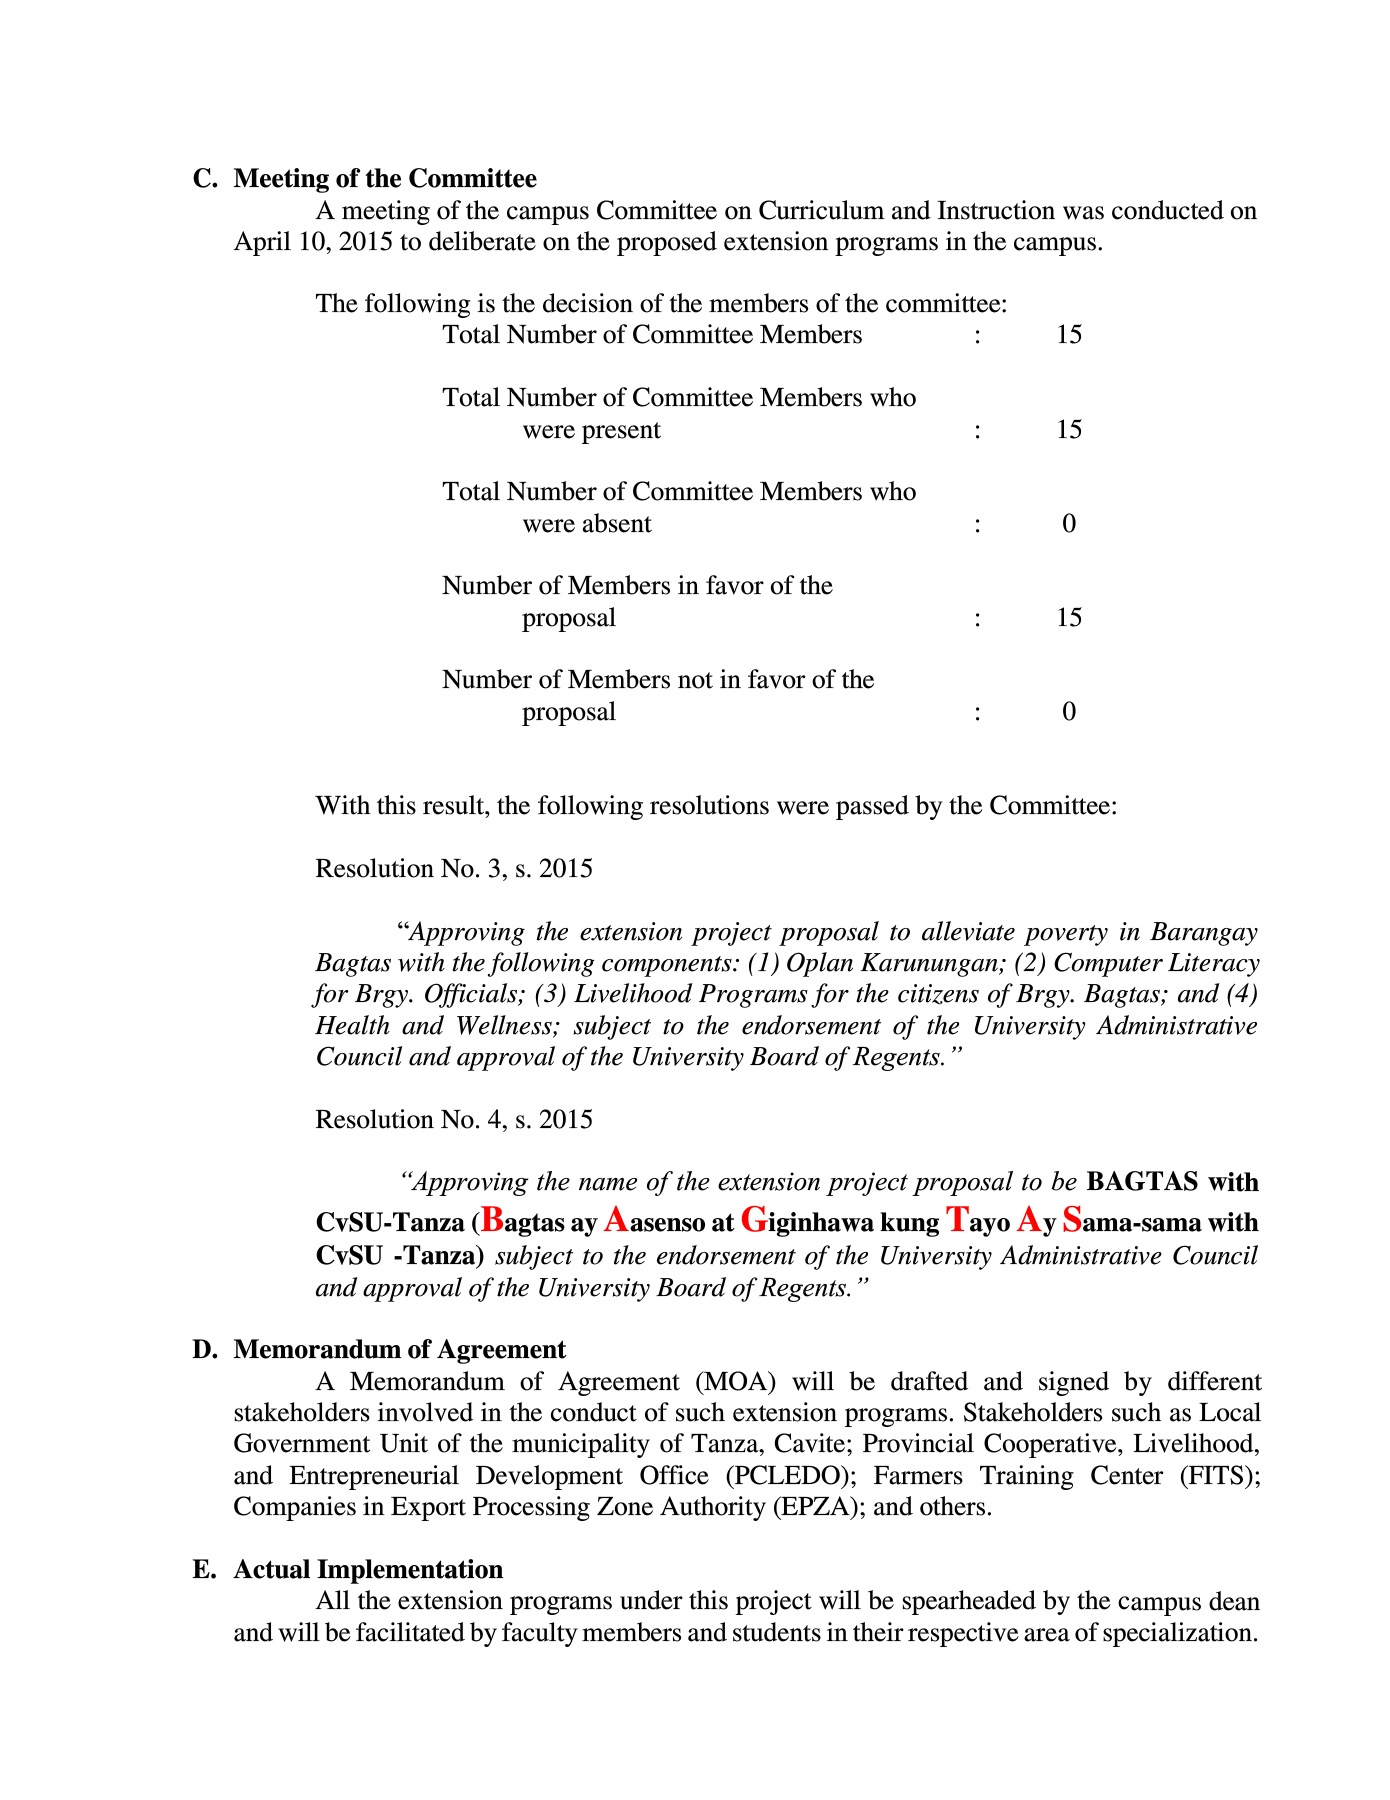 C. Meeting of the Committee
A meeting of the campus Committee on Curriculum and Instruction was conducted on
April 10, 2015 to deliberate on the proposed extension programs in the campus.
The following is the decision of the members of the committee:
Total Number of Committee Members : 15
Total Number of Committee Members who
were present : 15
Total Number of Committee Members who
were absent : 0
Number of Members in favor of the
proposal : 15
Number of Members not in favor of the
proposal : 0
With this result, the following resolutions were passed by the Committee:
Resolution No. 3, s. 2015
“Approving the extension project proposal to alleviate poverty in Barangay
Bagtas with the following components: (1) Oplan Karunungan; (2) Computer Literacy
for Brgy. Officials; (3) Livelihood Programs for the citizens of Brgy. Bagtas; and (4)
Health and Wellness; subject to the endorsement of the University Administrative
Council and approval of the University Board of Regents.”
Resolution No. 4, s. 2015
“Approving the name of the extension project proposal to be BAGTAS with
CvSU-Tanza (Bagtas ay Aasenso at Giginhawa kung Tayo Ay Sama-sama with
CvSU -Tanza) subject to the endorsement of the University Administrative Council
and approval of the University Board of Regents.”
D. Memorandum of Agreement
A Memorandum of Agreement (MOA) will be drafted and signed by different
stakeholders involved in the conduct of such extension programs. Stakeholders such as Local
Government Unit of the municipality of Tanza, Cavite; Provincial Cooperative, Livelihood,
and Entrepreneurial Development Office (PCLEDO); Farmers Training Center (FITS);
Companies in Export Processing Zone Authority (EPZA); and others.
E. Actual Implementation
All the extension programs under this project will be spearheaded by the campus dean
and will be facilitated by faculty members and students in their respective area of specialization.